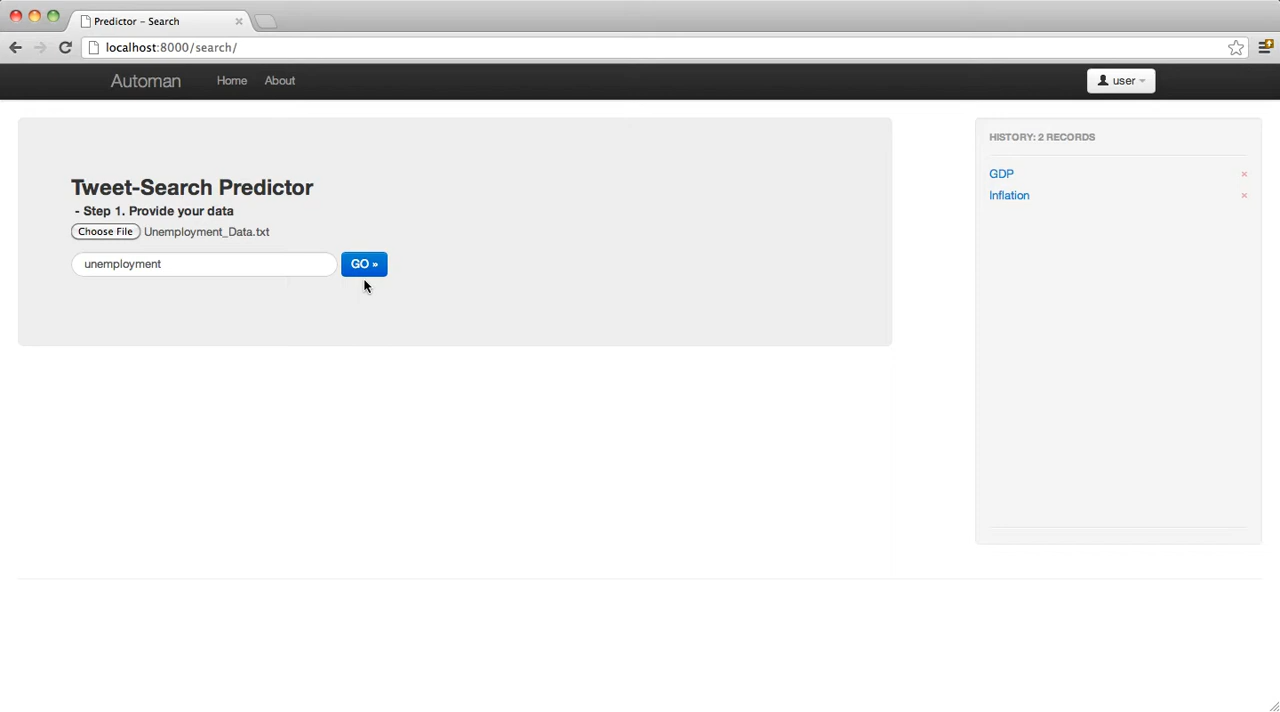 Predictor – Search
localhost:8000/search/
Automan Home About user
Tweet-Search Predictor
- Step 1. Provide your data
Choose File Unemployment_Data.txt
unemployment GO »
HISTORY: 2 RECORDS
GDP ×
Inflation ×